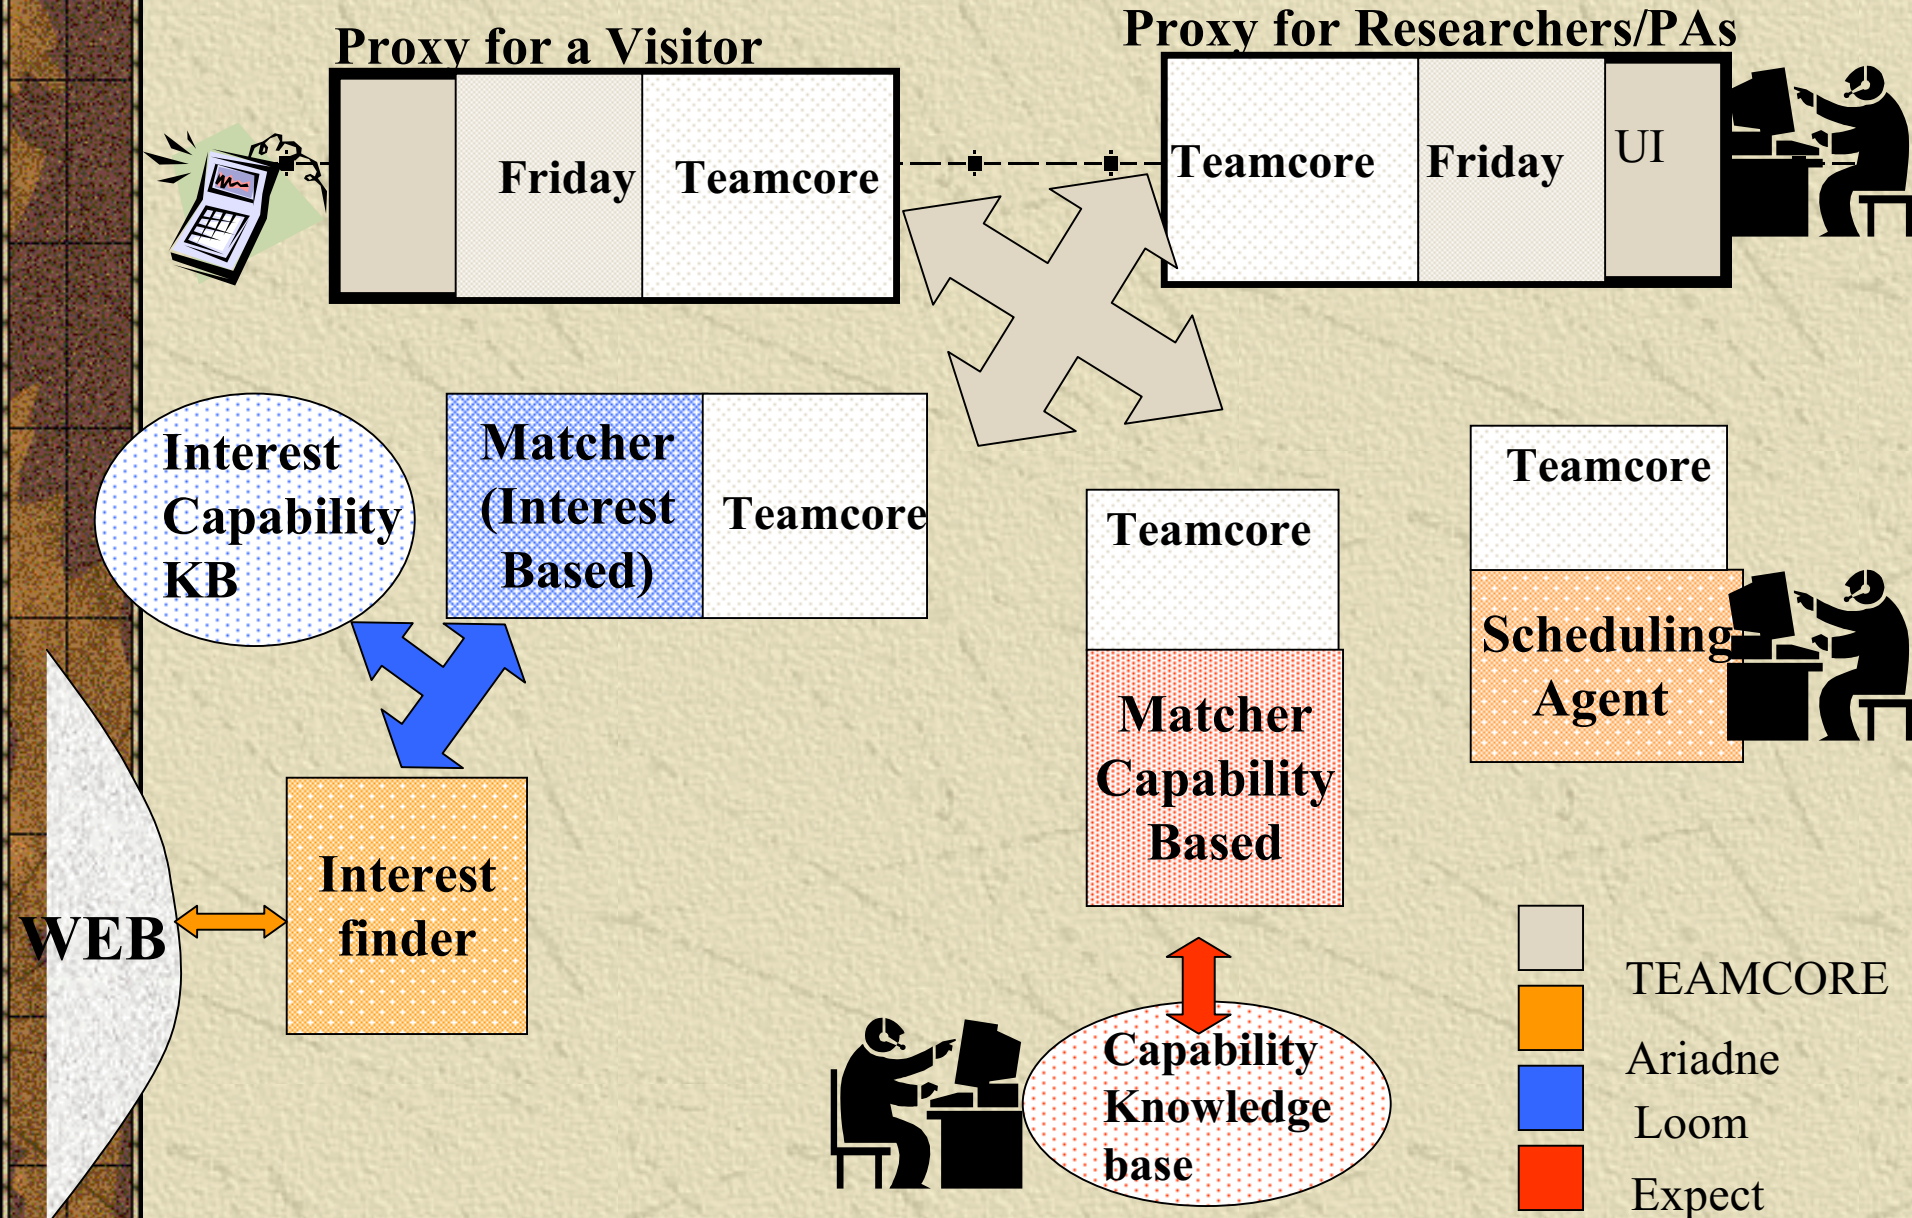 Proxy for a Visitor
Proxy for Researchers/PAs
Friday
Teamcore
Teamcore
Friday
UI
Interest
Capability
KB
Matcher
(Interest
Based)
Teamcore
Teamcore
Matcher
Capability
Based
Teamcore
Scheduling
Agent
WEB
Interest
finder
Capability
Knowledge
base
TEAMCORE
Ariadne
Loom
Expect